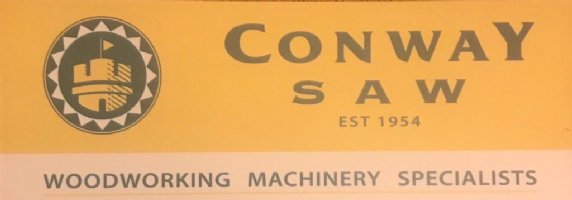 CONWAY
SAW
EST 1954
WOODWORKING MACHINERY SPECIALISTS